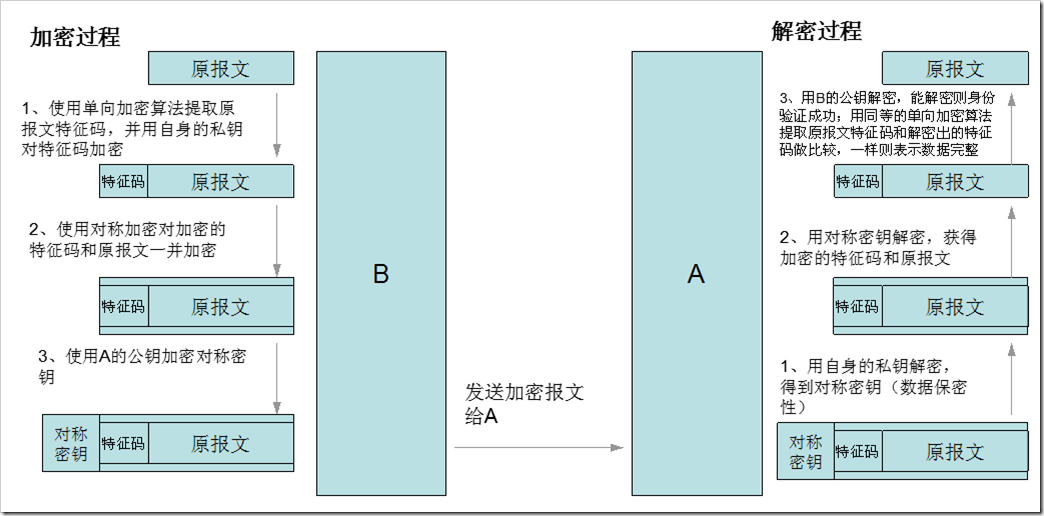 加密过程
原报文
1、使用单向加密算法提取原
报文特征码，并用自身的私钥
对特征码加密
特征码
原报文
2、使用对称加密对加密的
特征码和原报文一并加密
特征码
原报文
3、使用A的公钥加密对称密
钥
对称
密钥
特征码
原报文
B
发送加密报文
给A
A
解密过程
原报文
3、用B的公钥解密，能解密则身份
验证成功；用同等的单向加密算法
提取原报文特征码和解密出的特征
码做比较，一样则表示数据完整
特征码
原报文
2、用对称密钥解密，获得
加密的特征码和原报文
特征码
原报文
1、用自身的私钥解密，
得到对称密钥（数据保密
性）
对称
密钥
特征码
原报文